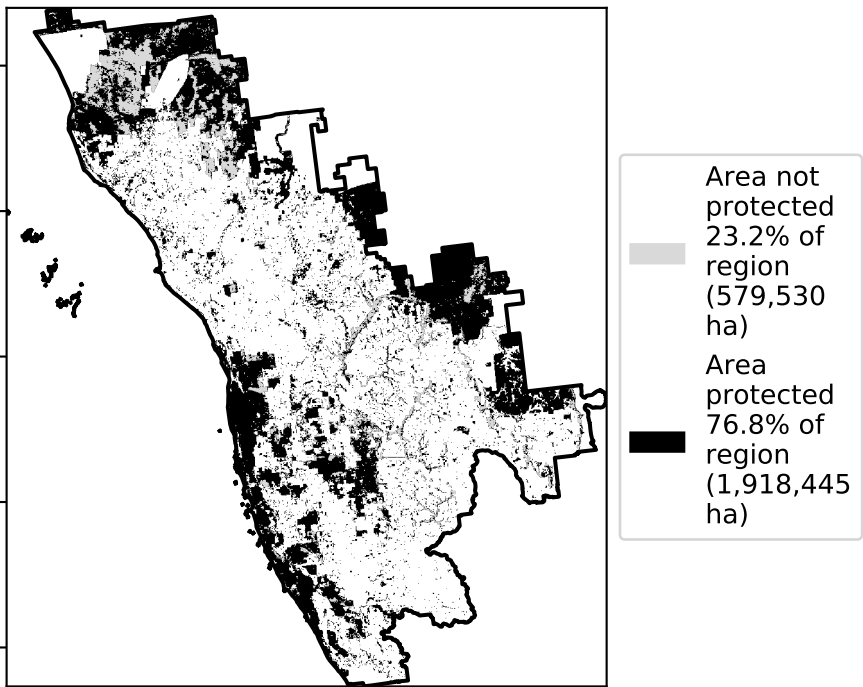 Area not
protected
23.2% of
region
(579,530
ha)
Area
protected
76.8% of
region
(1,918,445
ha)